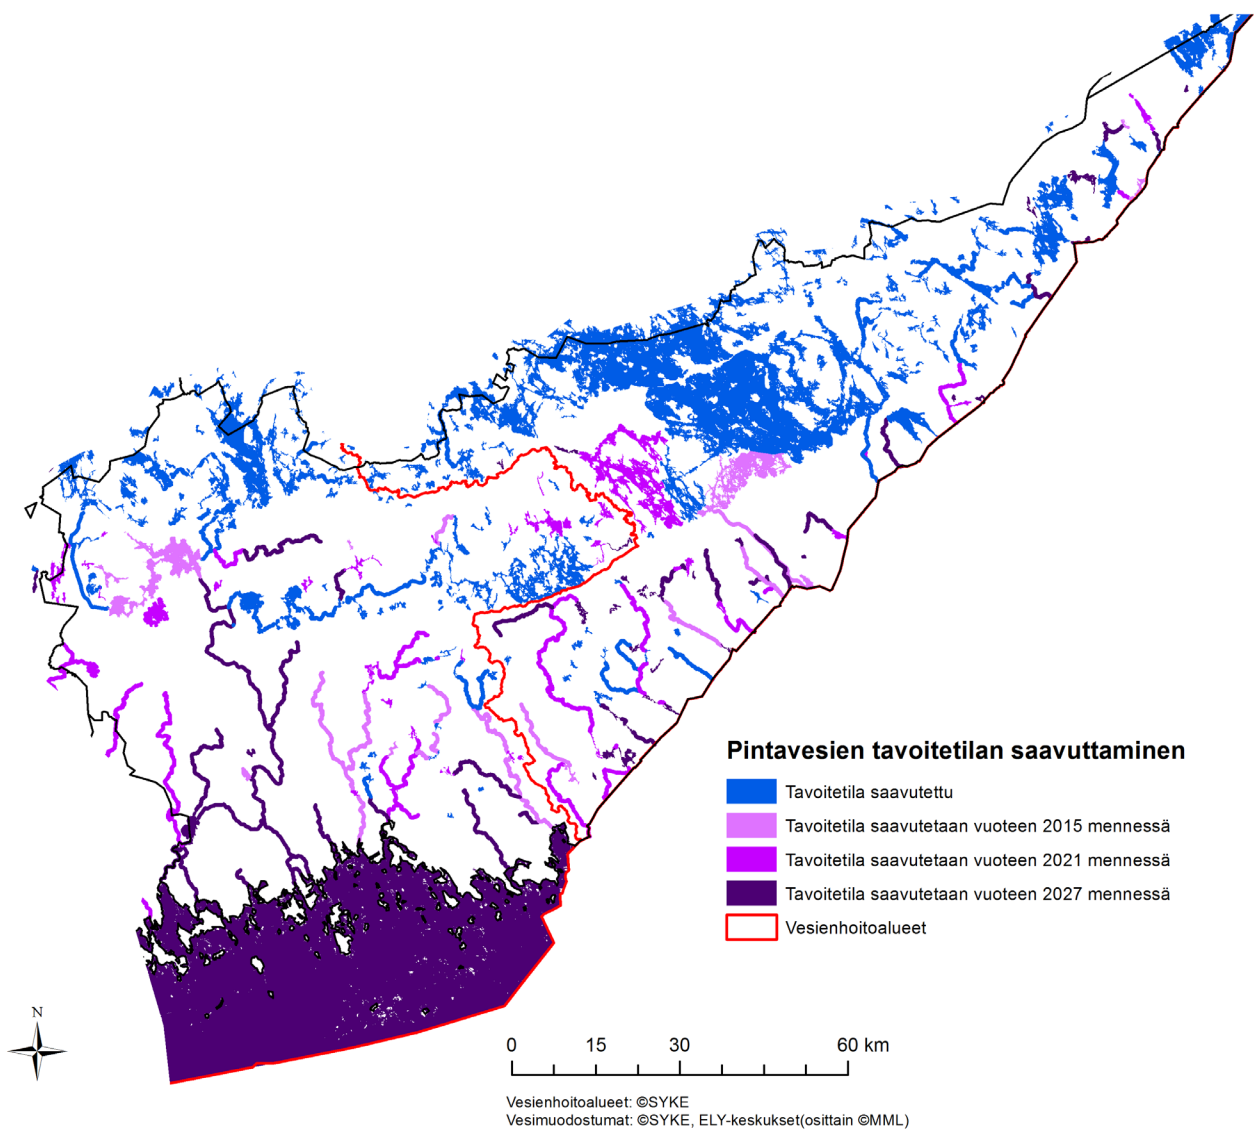 Pintavesien tavoitetilan saavuttaminen
Tavoitetila saavutettu
Tavoitetila saavutetaan vuoteen 2015 mennessä
Tavoitetila saavutetaan vuoteen 2021 mennessä
Tavoitetila saavutetaan vuoteen 2027 mennessä
Vesienhoitoalueet
N
0 15 30 60 km
Vesienhoitoalueet: ©SYKE
Vesimuodostumat: ©SYKE, ELY-keskukset(osittain ©MML)